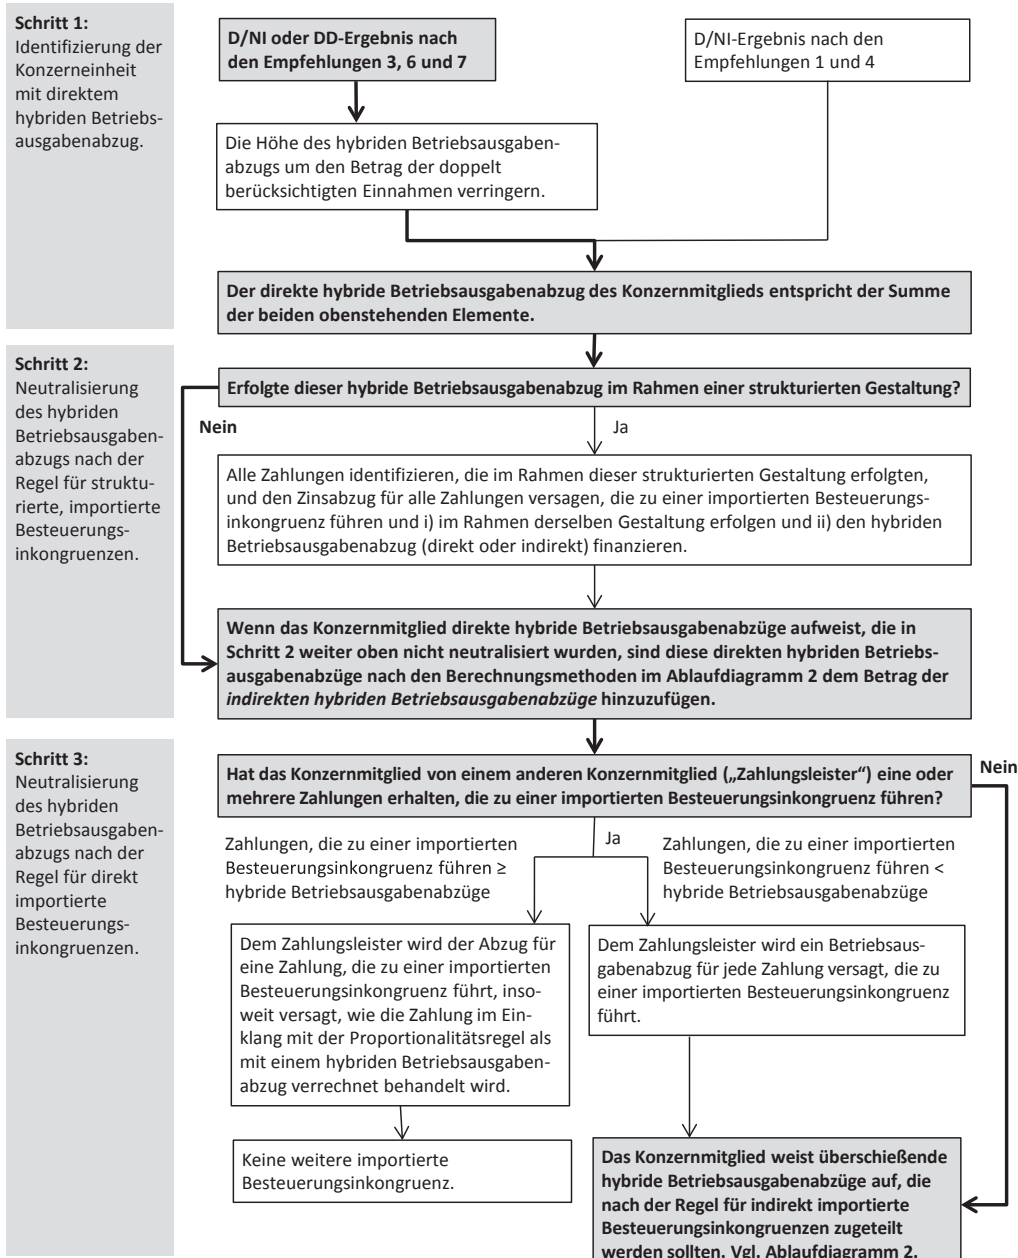 Schritt 1:
Identifizierung der
Konzerneinheit
mit direktem
hybriden Betriebs-
ausgabenabzug.
D/NI oder DD-Ergebnis nach
den Empfehlungen 3, 6 und 7
D/NI-Ergebnis nach den
Empfehlungen 1 und 4
Die Höhe des hybriden Betriebsausgaben-
abzugs um den Betrag der doppelt
berücksichtigten Einnahmen verringern.
Der direkte hybride Betriebsausgabenabzug des Konzernmitglieds entspricht der Summe
der beiden obenstehenden Elemente.
Schritt 2:
Neutralisierung
des hybriden
Betriebsausgaben-
abzugs nach der
Regel für struktu-
rierte, importierte
Besteuerungs-
inkongruenzen.
Erfolgte dieser hybride Betriebsausgabenabzug im Rahmen einer strukturierten Gestaltung?
Nein
Ja
Alle Zahlungen identifizieren, die im Rahmen dieser strukturierten Gestaltung erfolgten,
und den Zinsabzug für alle Zahlungen versagen, die zu einer importierten Besteuerungs-
inkongruenz führen und i) im Rahmen derselben Gestaltung erfolgen und ii) den hybriden
Betriebsausgabenabzug (direkt oder indirekt) finanzieren.
Wenn das Konzernmitglied direkte hybride Betriebsausgabenabzüge aufweist, die in
Schritt 2 weiter oben nicht neutralisiert wurden, sind diese direkten hybriden Betriebs-
ausgabenabzüge nach den Berechnungsmethoden im Ablaufdiagramm 2 dem Betrag der
indirekten hybriden Betriebsausgabenabzüge hinzuzufügen.
Schritt 3:
Neutralisierung
des hybriden
Betriebsausgaben-
abzugs nach der
Regel für direkt
importierte
Besteuerungs-
inkongruenzen.
Hat das Konzernmitglied von einem anderen Konzernmitglied („Zahlungsleister“) eine oder
mehrere Zahlungen erhalten, die zu einer importierten Besteuerungsinkongruenz führen?
Nein
Ja
Zahlungen, die zu einer importierten
Besteuerungsinkongruenz führen ≥
hybride Betriebsausgabenabzüge
Zahlungen, die zu einer importierten
Besteuerungsinkongruenz führen <
hybride Betriebsausgabenabzüge
Dem Zahlungsleister wird der Abzug für
eine Zahlung, die zu einer importierten
Besteuerungsinkongruenz führt, inso-
weit versagt, wie die Zahlung im Ein-
klang mit der Proportionalitätsregel als
mit einem hybriden Betriebsausgaben-
abzug verrechnet behandelt wird.
Dem Zahlungsleister wird ein Betriebsaus-
gabenabzug für jede Zahlung versagt, die zu
einer importierten Besteuerungsinkongruenz
führt.
Keine weitere importierte
Besteuerungsinkongruenz.
Das Konzernmitglied weist überschießende
hybride Betriebsausgabenabzüge auf, die
nach der Regel für indirekt importierte
Besteuerungsinkongruenzen zugeteilt
werden sollten. Vgl. Ablaufdiagramm 2.